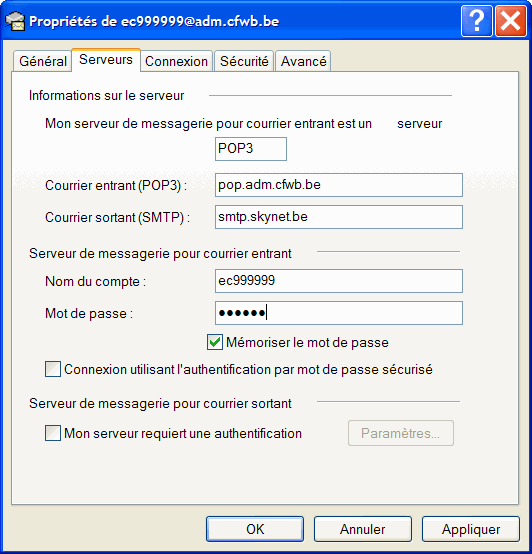 Propriétés de ec999999@adm.cfwb.be
Général Serveurs Connexion Sécurité Avancé
Informations sur le serveur
Mon serveur de messagerie pour courrier entrant est un serveur
POP3
Courrier entrant (POP3) : pop.adm.cfwb.be
Courrier sortant (SMTP) : smtp.skynet.be
Serveur de messagerie pour courrier entrant
Nom du compte : ec999999
Mot de passe : ●●●●●●
Mémoriser le mot de passe
Connexion utilisant l'authentification par mot de passe sécurisé
Serveur de messagerie pour courrier sortant
Mon serveur requiert une authentification Paramètres...
OK Annuler Appliquer